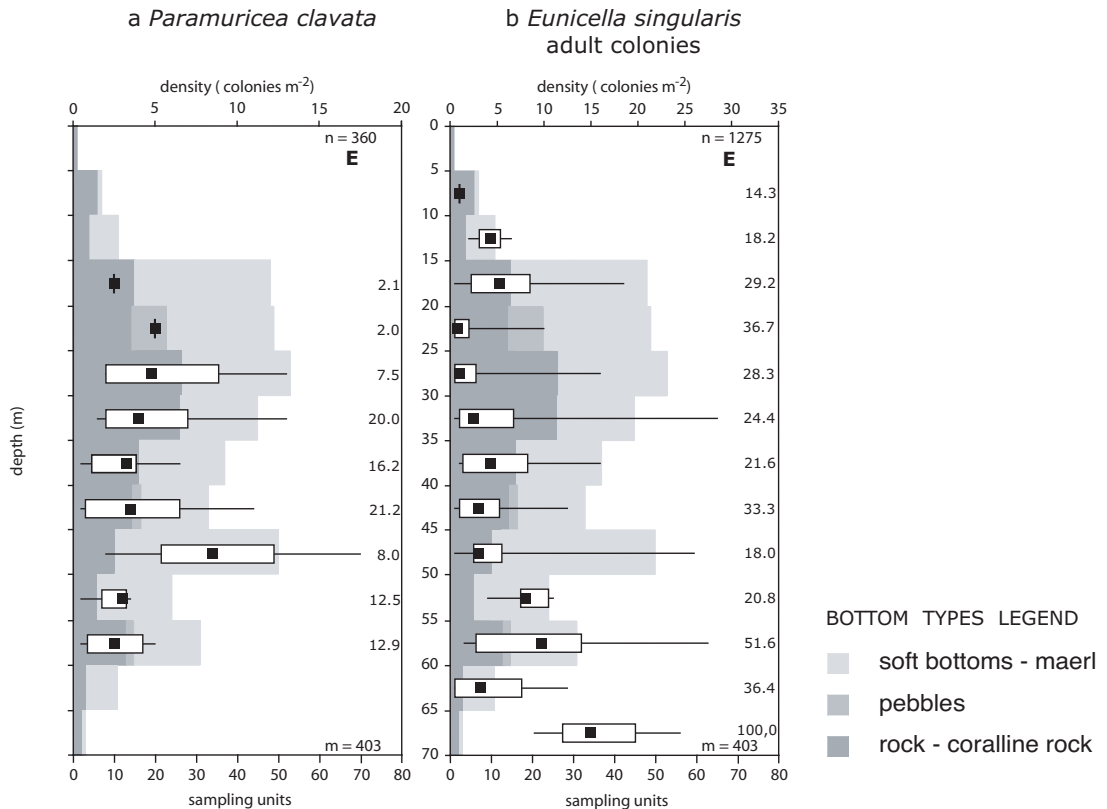 a Paramuricea clavata
b Eunicella singularis
adult colonies
density ( colonies m-2)
density ( colonies m-2)
0 5 10 15 20
0 5 10 15 20 25 30 35
n = 360
E
n = 1275
E
0
5
10
15
20
25
30
35
40
45
50
55
60
65
70
depth (m)
2.1
2.0
7.5
20.0
16.2
21.2
8.0
12.5
12.9
m = 403
14.3
18.2
29.2
36.7
28.3
24.4
21.6
33.3
18.0
20.8
51.6
36.4
100,0
m = 403
0 10 20 30 40 50 60 70 80
0 10 20 30 40 50 60 70 80
sampling units
sampling units
BOTTOM TYPES LEGEND
soft bottoms - maerl
pebbles
rock - coralline rock